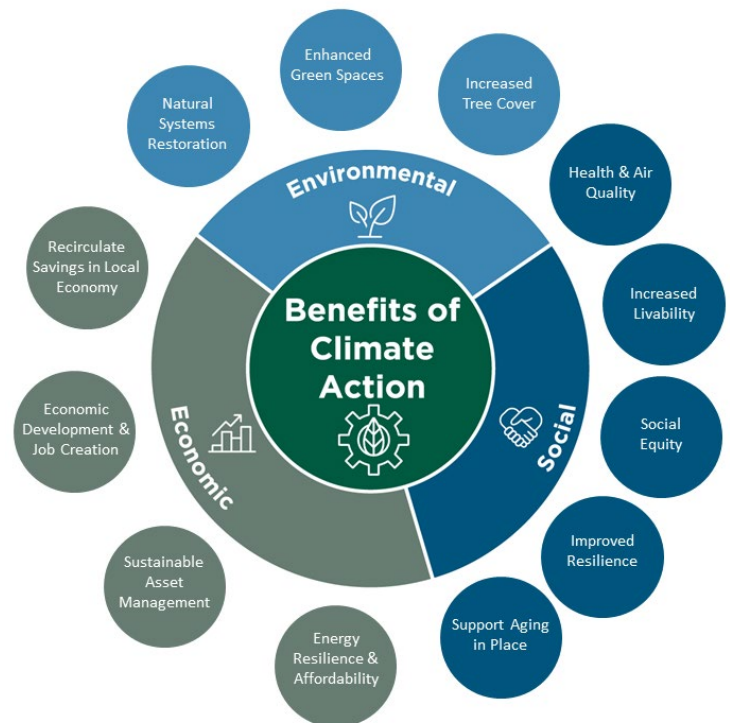 Benefits of
Climate
Action
Environmental
Natural
Systems
Restoration
Enhanced
Green Spaces
Increased
Tree Cover
Social
Health & Air
Quality
Increased
Livability
Social
Equity
Improved
Resilience
Support Aging
in Place
Economic
Energy
Resilience &
Affordability
Sustainable
Asset
Management
Economic
Development &
Job Creation
Recirculate
Savings in Local
Economy